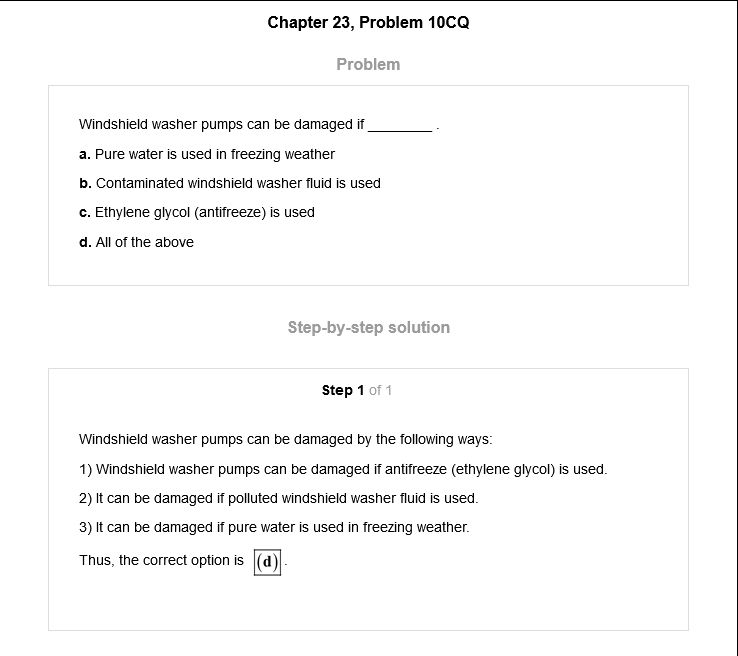 Chapter 23, Problem 10CQ
Problem
Windshield washer pumps can be damaged if ________ .
a. Pure water is used in freezing weather
b. Contaminated windshield washer fluid is used
c. Ethylene glycol (antifreeze) is used
d. All of the above
Step-by-step solution
Step 1 of 1
Windshield washer pumps can be damaged by the following ways:
1) Windshield washer pumps can be damaged if antifreeze (ethylene glycol) is used.
2) It can be damaged if polluted windshield washer fluid is used.
3) It can be damaged if pure water is used in freezing weather.
Thus, the correct option is (d).